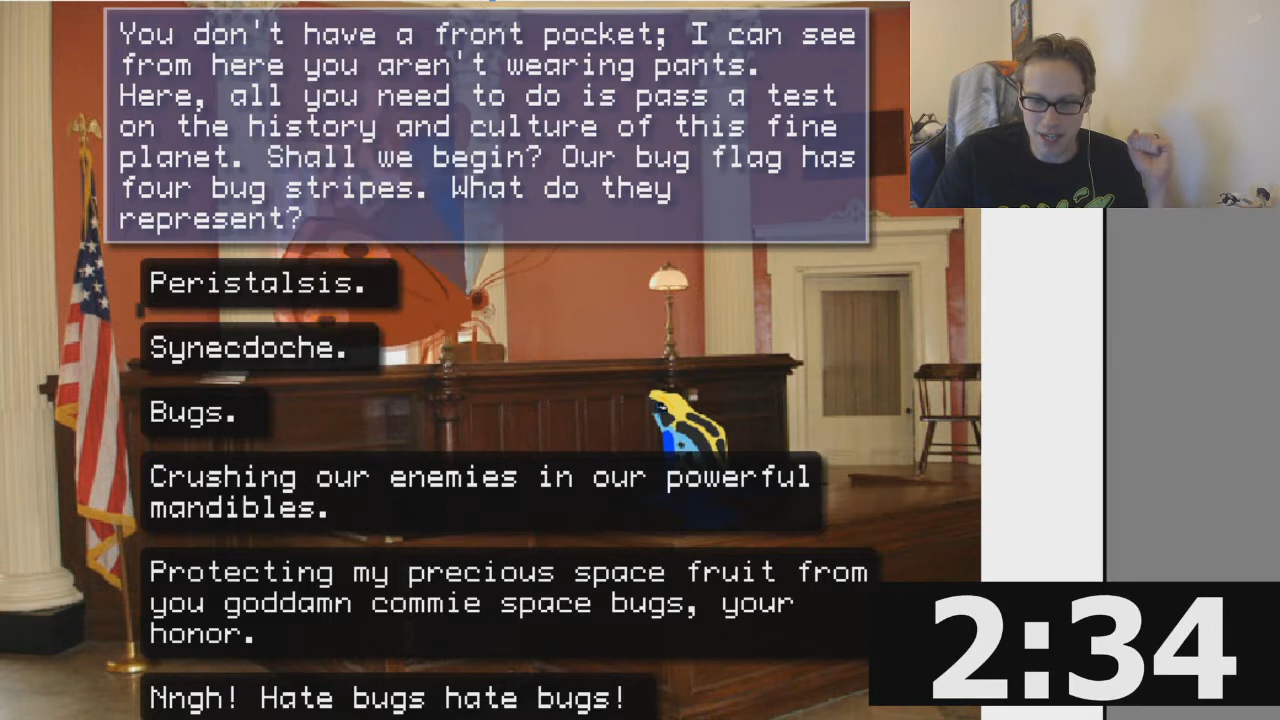 You don't have a front pocket; I can see
from here you aren't wearing pants.
Here, all you need to do is pass a test
on the history and culture of this fine
planet. Shall we begin? Our bug flag has
four bug stripes. What do they
represent?
Peristalsis.
Synecdoche.
Bugs.
Crushing our enemies in our powerful
mandibles.
Protecting my precious space fruit from
you goddamn commie space bugs, your
honor.
Nngh! Hate bugs hate bugs!
2:34